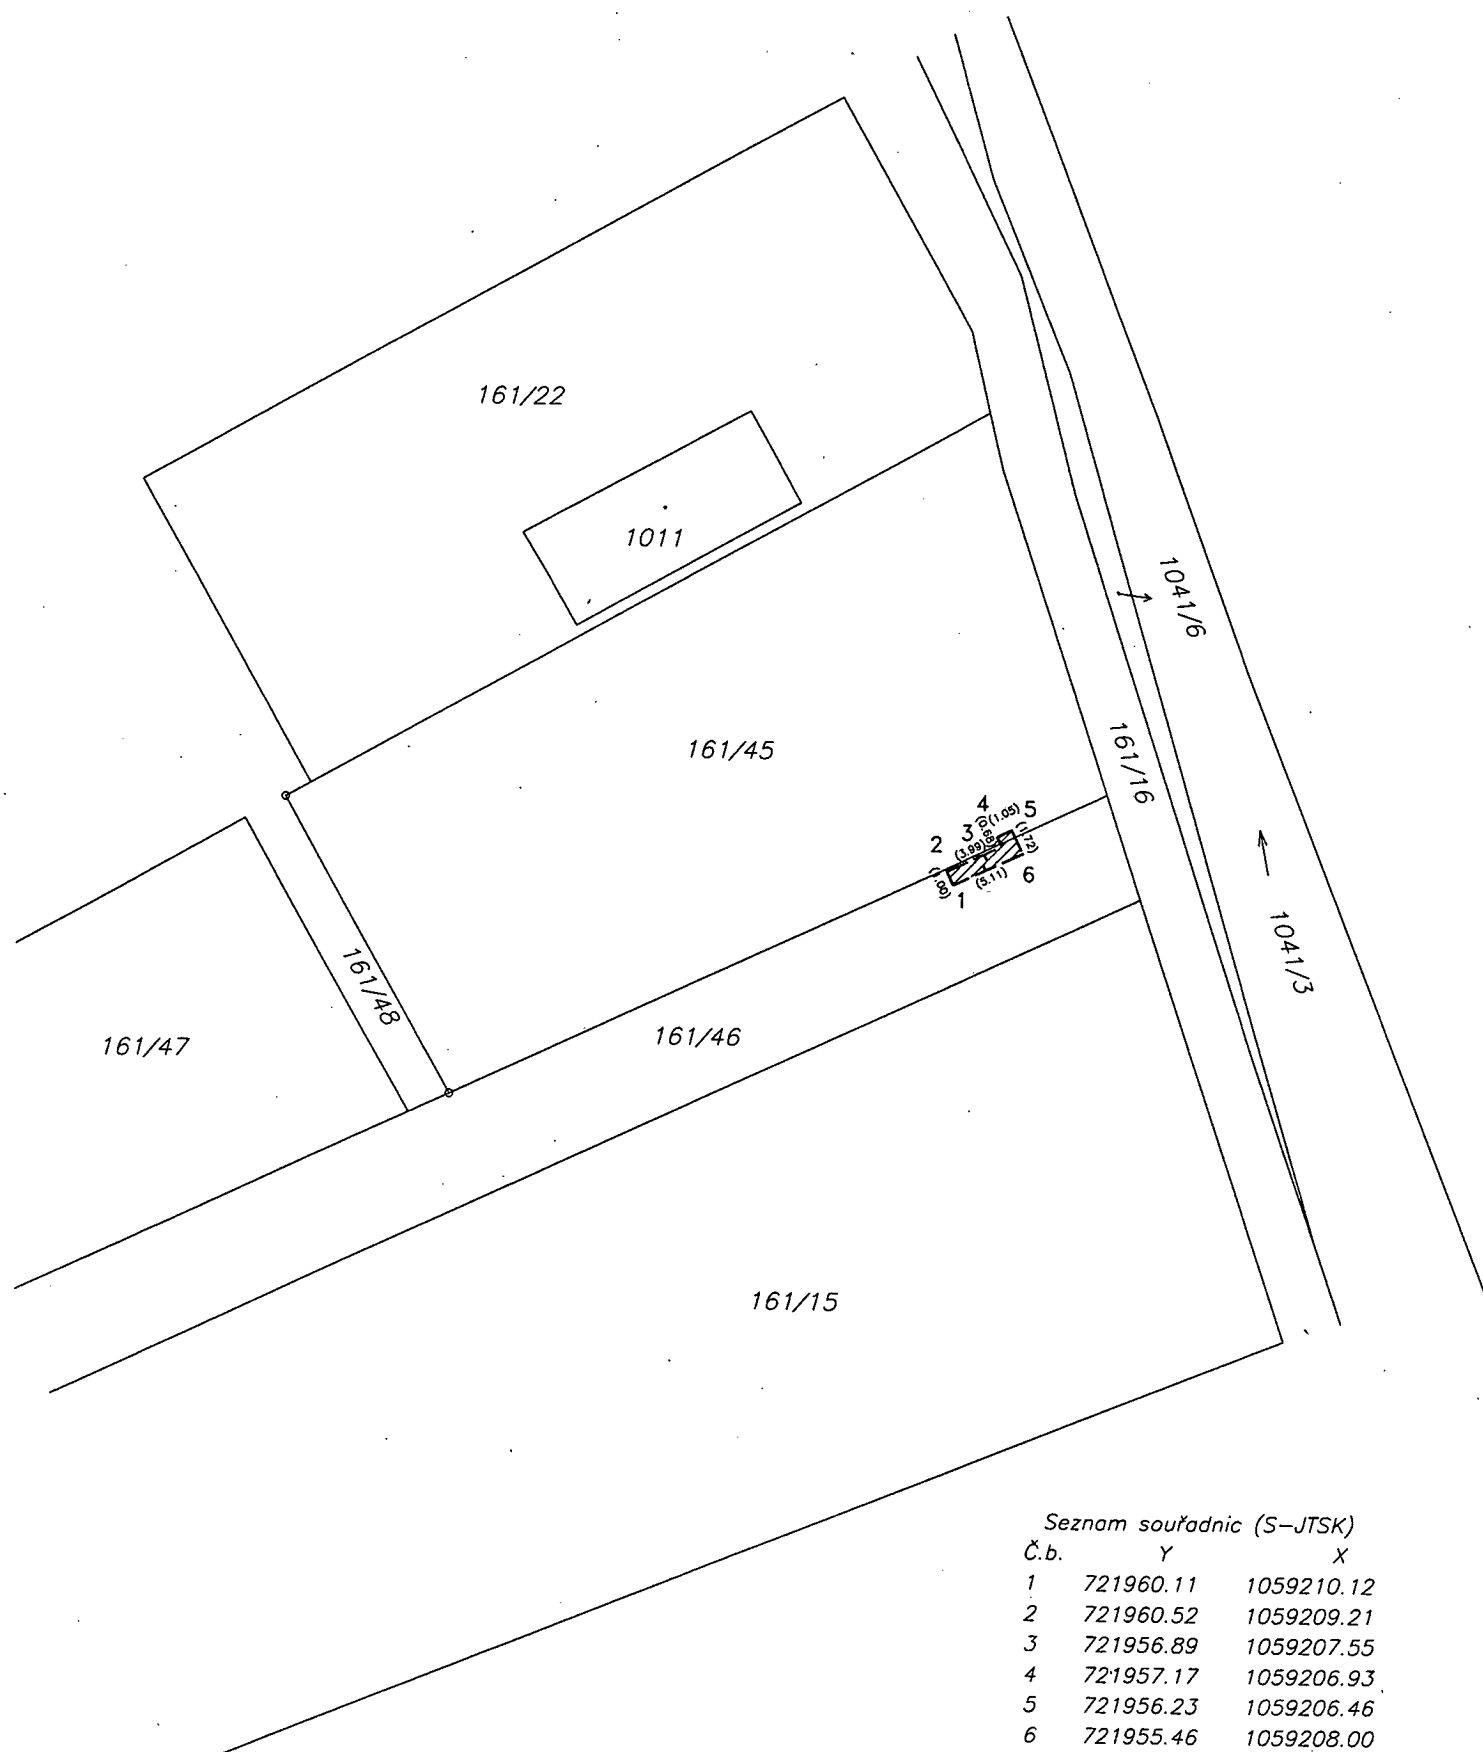 161/22
1011
1041/6
161/45
161/16
4
5
(1.05)
3
(0.68)
(1.72)
2
(3.99)
(5.11)
6
(1.00)
1
1041/3
161/48
161/47
161/46
161/15
Seznam souřadnic (S-JTSK)
Č.b. Y X
1 721960.11 1059210.12
2 721960.52 1059209.21
3 721956.89 1059207.55
4 721957.17 1059206.93
5 721956.23 1059206.46
6 721955.46 1059208.00